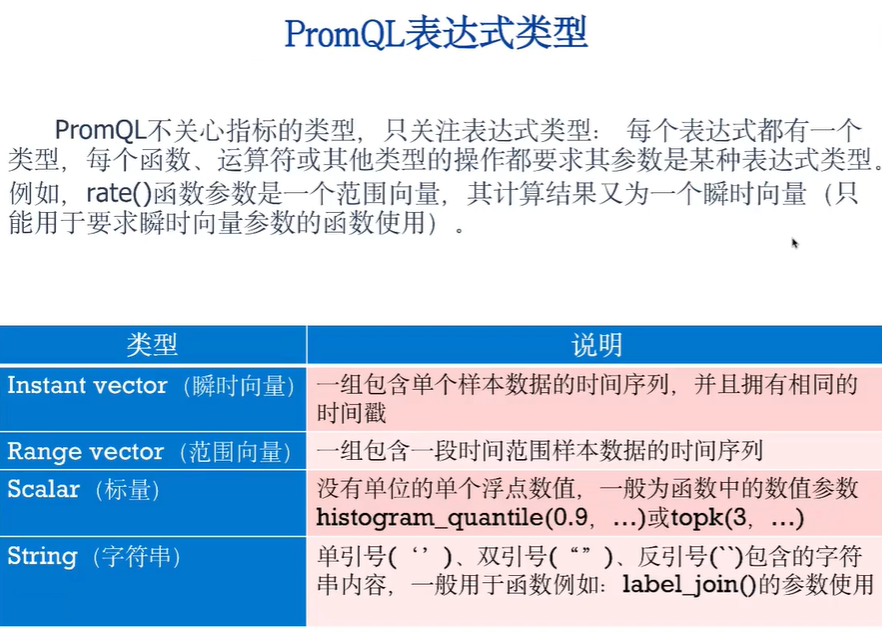 PromQL表达式类型
PromQL不关心指标的类型，只关注表达式类型： 每个表达式都有一个
类型，每个函数、运算符或其他类型的操作都要求其参数是某种表达式类型。
例如，rate()函数参数是一个范围向量，其计算结果又为一个瞬时向量（只
能用于要求瞬时向量参数的函数使用）。
类型
说明
Instant vector（瞬时向量）
一组包含单个样本数据的时间序列，并且拥有相同的
时间戳
Range vector（范围向量）
一组包含一段时间范围样本数据的时间序列
Scalar（标量）
没有单位的单个浮点数值，一般为函数中的数值参数
histogram_quantile(0.9，…)或topk(3，…)
String（字符串）
单引号(‘’)、双引号(“”)、反引号(``)包含的字符
串内容，一般用于函数例如：label_join()的参数使用